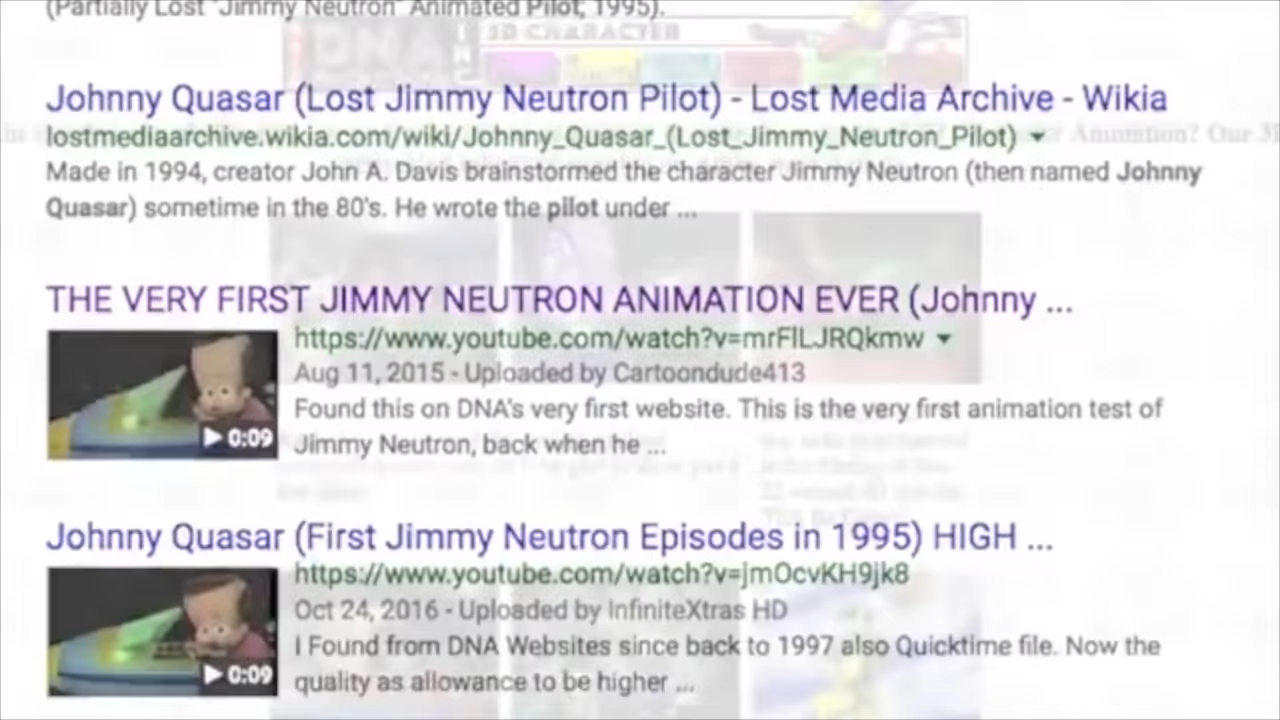 (Partially Lost "Jimmy Neutron" Animated Pilot, 1995).
DNA
3D CHARACTER
Johnny Quasar (Lost Jimmy Neutron Pilot) - Lost Media Archive - Wikia
lostmediaarchive.wikia.com/wiki/Johnny_Quasar_(Lost_Jimmy_Neutron_Pilot)
Animation? Our 3D
Made in 1994, creator John A. Davis brainstormed the character Jimmy Neutron (then named Johnny
Quasar) sometime in the 80's. He wrote the pilot under ...
THE VERY FIRST JIMMY NEUTRON ANIMATION EVER (Johnny ...
https://www.youtube.com/watch?v=mrFlLJRQkmw
Aug 11, 2015 - Uploaded by Cartoondude413
Found this on DNA's very first website. This is the very first animation test of
Jimmy Neutron, back when he ...
0:09
Johnny Quasar (First Jimmy Neutron Episodes in 1995) HIGH ...
https://www.youtube.com/watch?v=jmOcvKH9jk8
Oct 24, 2016 - Uploaded by InfiniteXtras HD
I Found from DNA Websites since back to 1997 also Quicktime file. Now the
quality as allowance to be higher ...
0:09